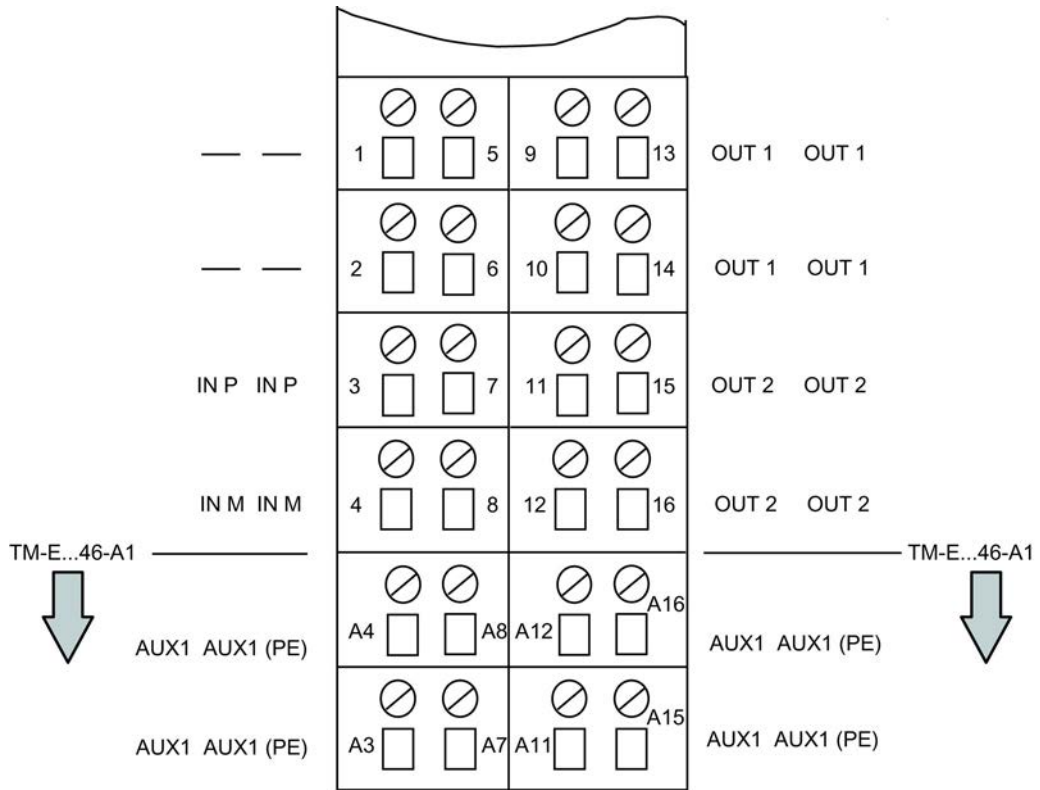 — — 1 5 9 13 OUT 1 OUT 1
— — 2 6 10 14 OUT 1 OUT 1
IN P IN P 3 7 11 15 OUT 2 OUT 2
IN M IN M 4 8 12 16 OUT 2 OUT 2
TM-E...46-A1 TM-E...46-A1
AUX1 AUX1 (PE) A4 A8 A12 A16 AUX1 AUX1 (PE)
AUX1 AUX1 (PE) A3 A7 A11 A15 AUX1 AUX1 (PE)